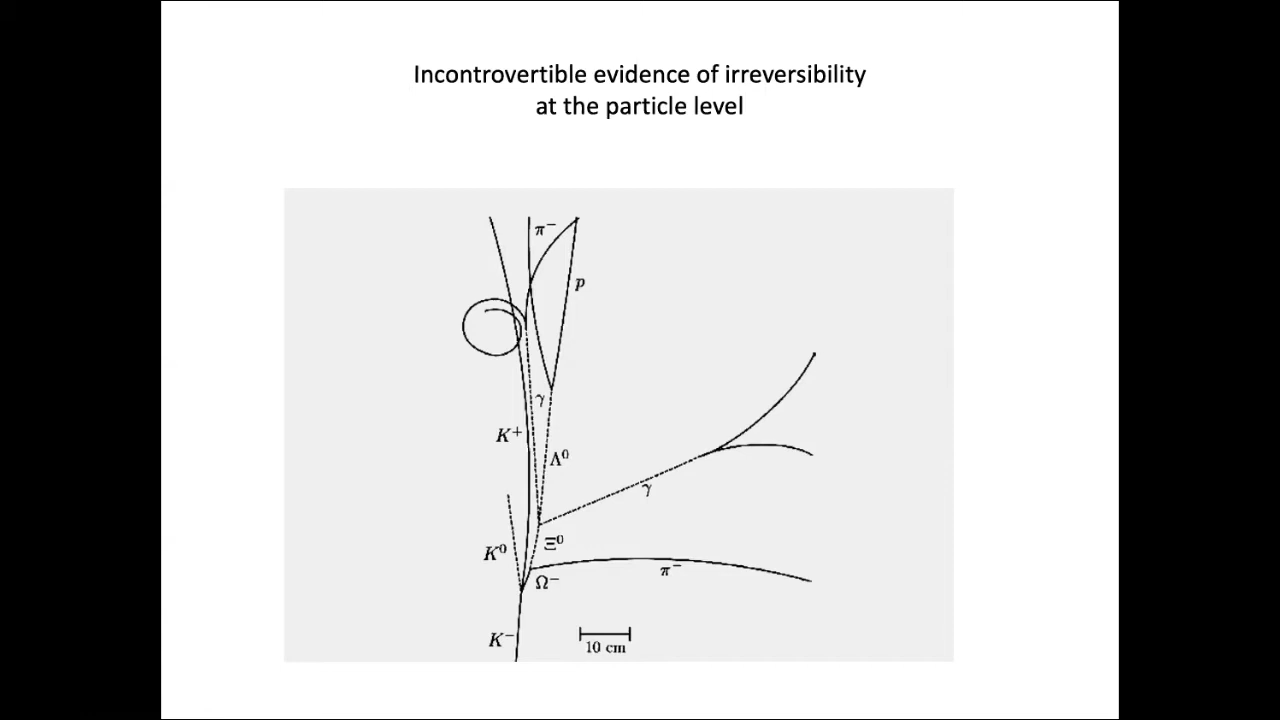 Incontrovertible evidence of irreversibility
at the particle level
π⁻
p
γ
K⁺
Λ⁰
γ
K⁰
Ξ⁰
π⁻
Ω⁻
K⁻
10 cm